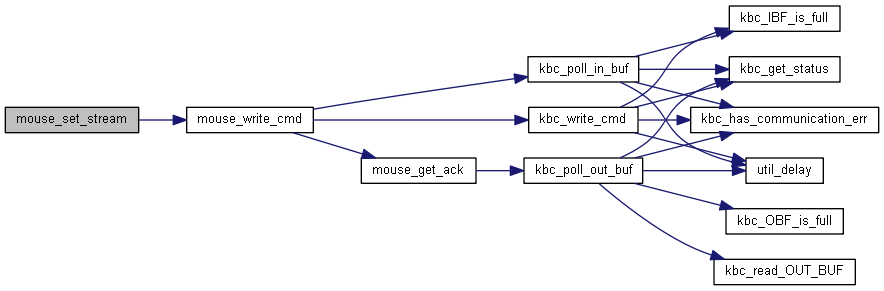 mouse_set_stream
mouse_write_cmd
kbc_poll_in_buf
kbc_write_cmd
mouse_get_ack
kbc_poll_out_buf
kbc_IBF_is_full
kbc_get_status
kbc_has_communication_err
util_delay
kbc_OBF_is_full
kbc_read_OUT_BUF